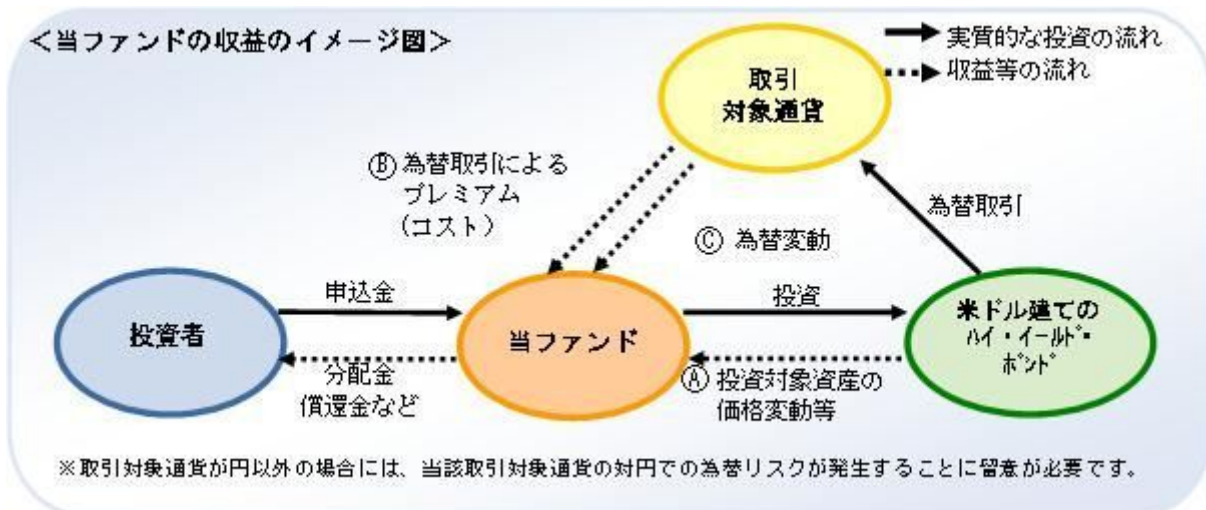 ＜当ファンドの収益のイメージ図＞
実質的な投資の流れ
収益等の流れ
取引
対象通貨
Ⓑ 為替取引による
プレミアム
（コスト）
為替取引
Ⓒ 為替変動
申込金
投資
投資者
当ファンド
米ドル建ての
ﾊｲ・ｲｰﾙﾄﾞ・
ﾎﾞﾝﾄﾞ
分配金
償還金など
Ⓐ 投資対象資産の
価格変動等
※取引対象通貨が円以外の場合には、当該取引対象通貨の対円での為替リスクが発生することに留意が必要です。